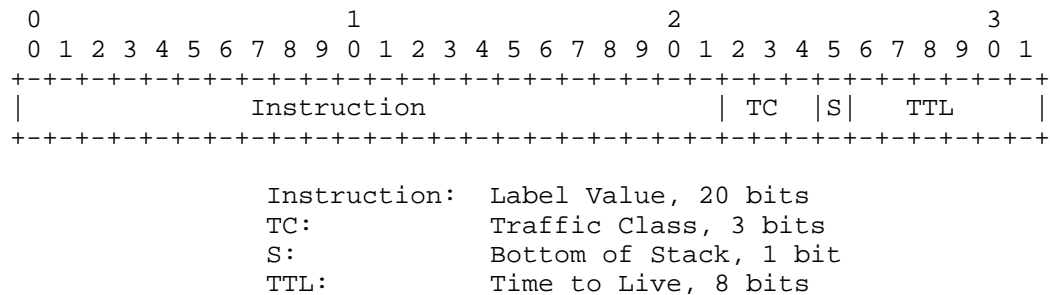 0                   1                   2                   3
 0 1 2 3 4 5 6 7 8 9 0 1 2 3 4 5 6 7 8 9 0 1 2 3 4 5 6 7 8 9 0 1
+-+-+-+-+-+-+-+-+-+-+-+-+-+-+-+-+-+-+-+-+-+-+-+-+-+-+-+-+-+-+-+-+
|              Instruction                  | TC  |S|   TTL     |
+-+-+-+-+-+-+-+-+-+-+-+-+-+-+-+-+-+-+-+-+-+-+-+-+-+-+-+-+-+-+-+-+
Instruction:  Label Value, 20 bits
TC:           Traffic Class, 3 bits
S:            Bottom of Stack, 1 bit
TTL:          Time to Live, 8 bits